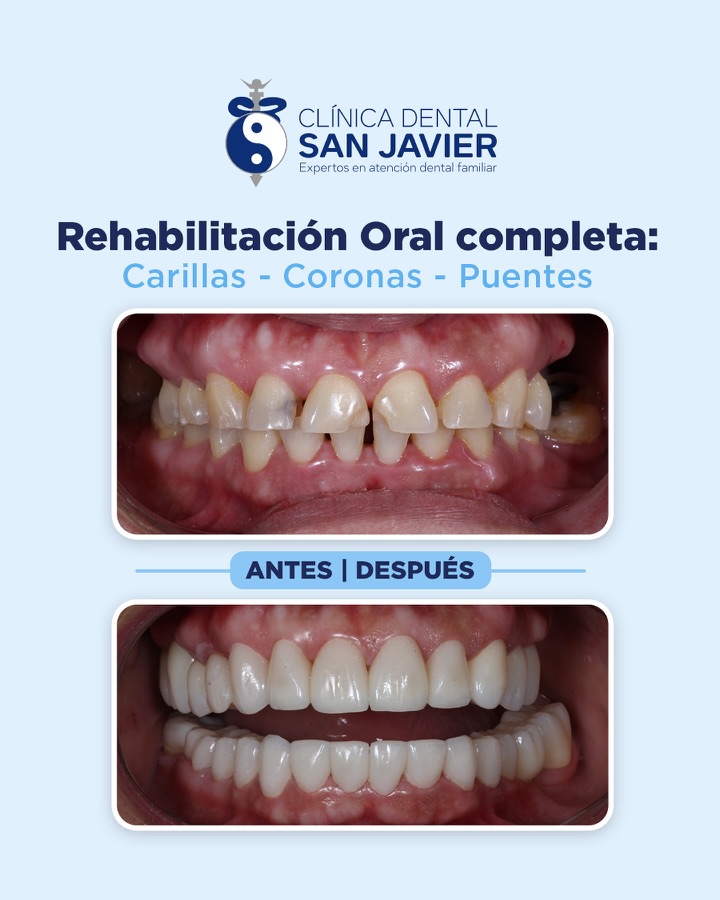 CLÍNICA DENTAL
SAN JAVIER
Expertos en atención dental familiar
Rehabilitación Oral completa:
Carillas - Coronas - Puentes
ANTES | DESPUÉS